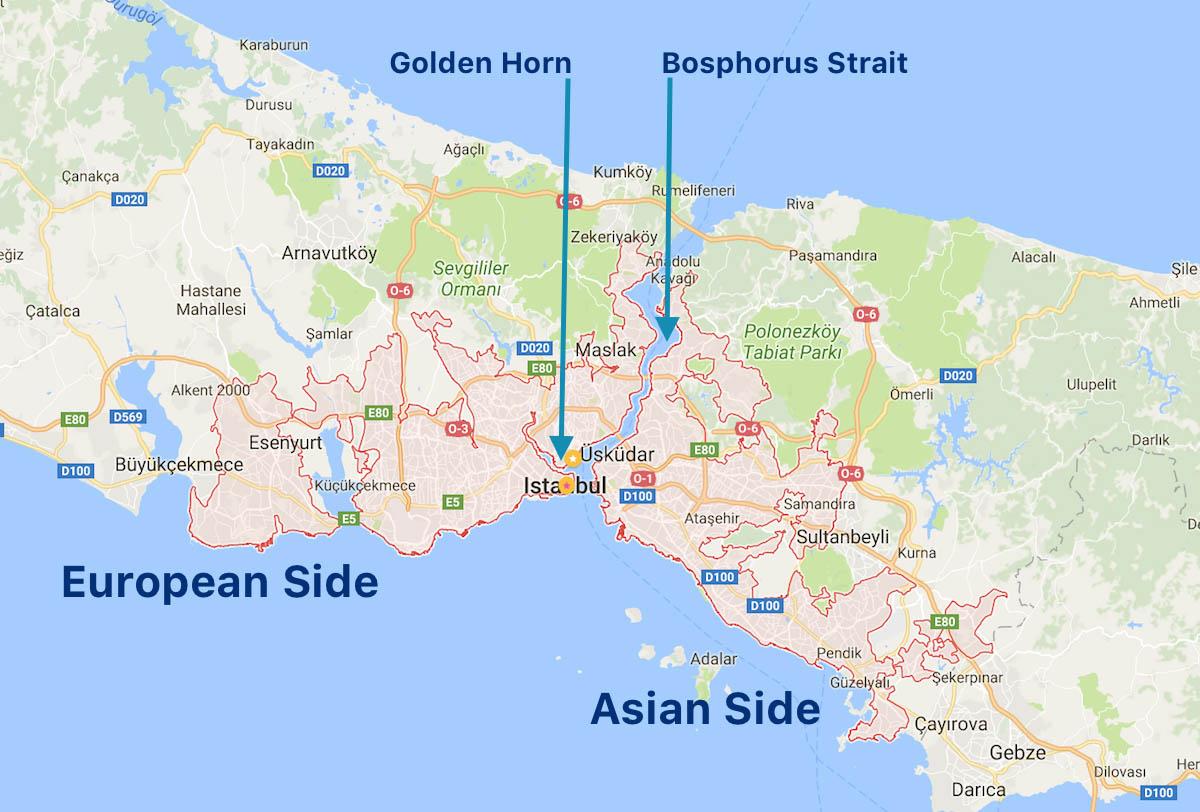 Durugöl
Karaburun
Golden Horn
Bosphorus Strait
Durusu
Tayakadın
Ağaçlı
D020
Kumköy
Çanakça
D020
Rumelifeneri
O-6
Riva
Zekeriyaköy
Arnavutköy
Paşamandıra
Alacalı
eğiz
Anadolu
Kavağı
Sevgililer
Ormanı
Şile
Hastane
Mahallesi
O-6
Ahmetli
Çatalca
O-6
Şamlar
Polonezköy
Tabiat Parkı
D020
Maslak
E80
D020
Ulupelit
Alkent 2000
Ömerli
E80
D569
E80
O-3
O-6
Esenyurt
Darlık
E80
Üsküdar
Büyükçekmece
D100
O-6
O-1
Küçükçekmece
Istanbul
D100
E5
Samandıra
E5
Ataşehir
De
Sultanbeyli
Kurna
European Side
D100
D100
E80
Pendik
Adalar
Şekerpınar
Güzelyalı
Asian Side
Çayırova
Gebze
Her
Dilovası
Darıca
D100